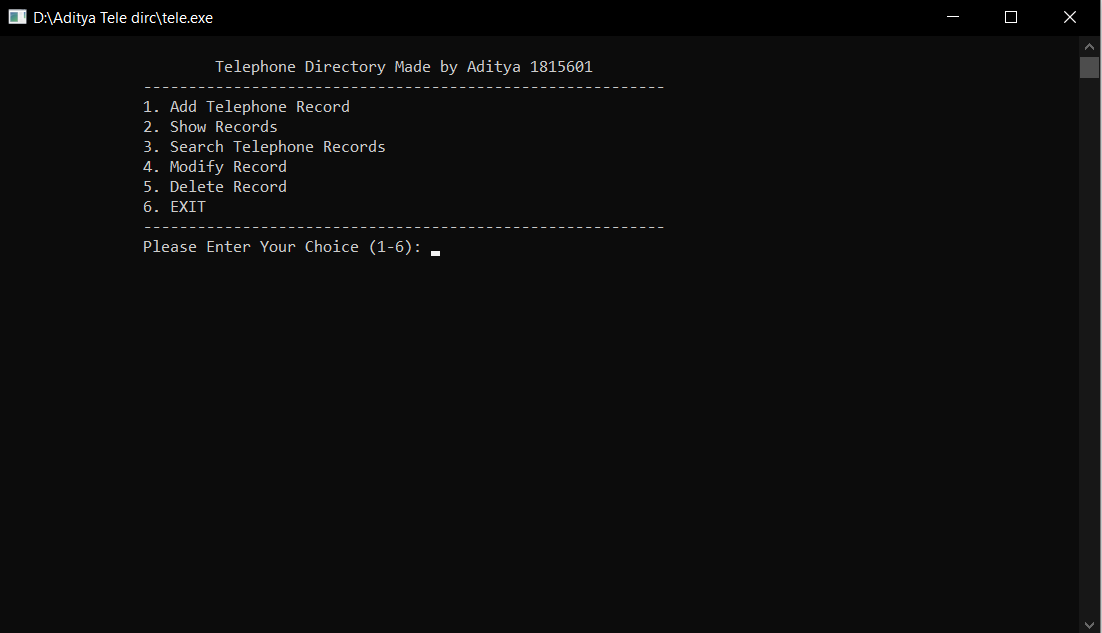 D:\Aditya Tele dirc\tele.exe
Telephone Directory Made by Aditya 1815601
----------------------------------------------------------
1. Add Telephone Record
2. Show Records
3. Search Telephone Records
4. Modify Record
5. Delete Record
6. EXIT
----------------------------------------------------------
Please Enter Your Choice (1-6):